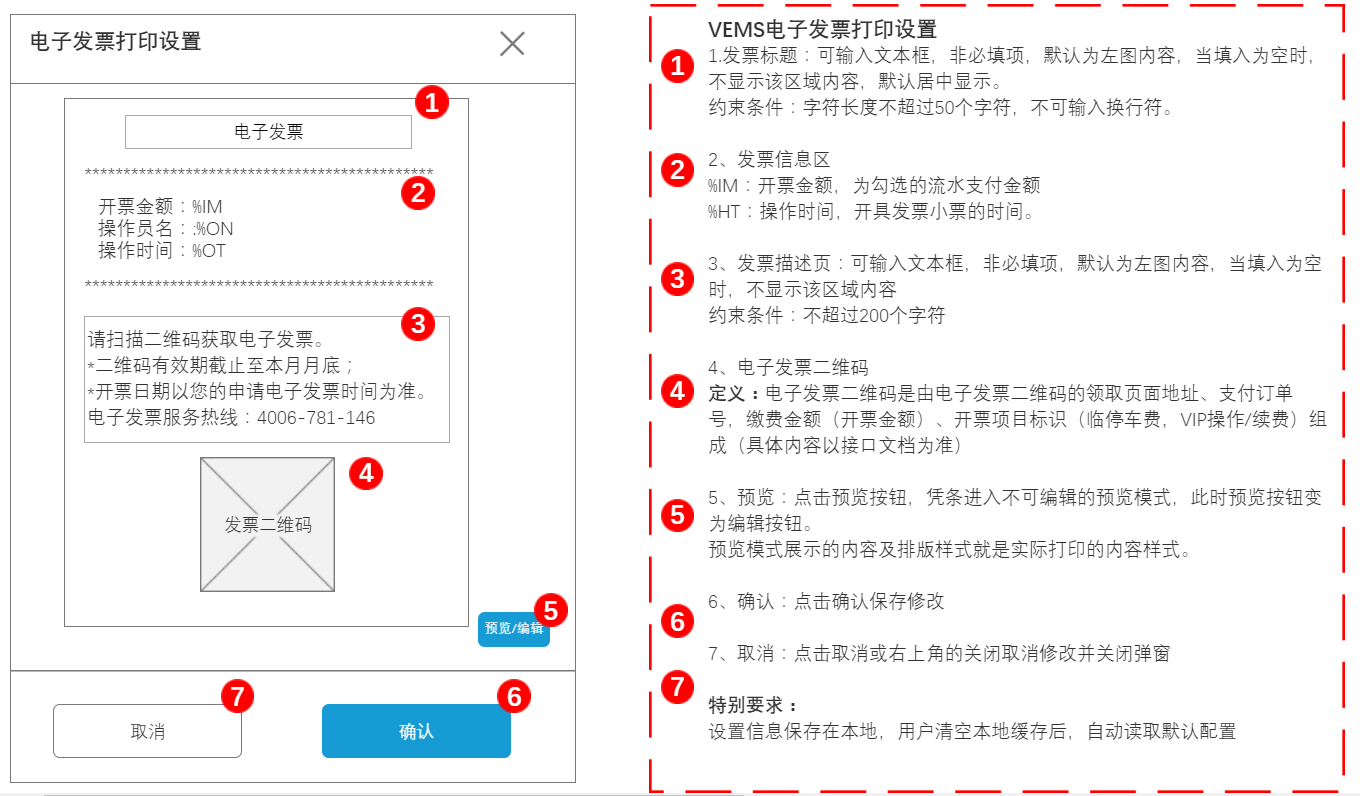 电子发票打印设置
1
电子发票
*********************************************
2
开票金额：%IM
操作员名：:%ON
操作时间：%OT
*********************************************
3
请扫描二维码获取电子发票。
*二维码有效期截止至本月月底；
*开票日期以您的申请电子发票时间为准。
电子发票服务热线：4006-781-146
4
发票二维码
5
预览/编辑
7
6
取消
确认
VEMS电子发票打印设置
1
1.发票标题：可输入文本框，非必填项，默认为左图内容，当填入为空时，
不显示该区域内容，默认居中显示。
约束条件：字符长度不超过50个字符，不可输入换行符。
2
2、发票信息区
%IM：开票金额，为勾选的流水支付金额
%HT：操作时间，开具发票小票的时间。
3
3、发票描述页：可输入文本框，非必填项，默认为左图内容，当填入为空
时，不显示该区域内容
约束条件：不超过200个字符
4
4、电子发票二维码
定义：电子发票二维码是由电子发票二维码的领取页面地址、支付订单
号，缴费金额（开票金额）、开票项目标识（临停车费，VIP操作/续费）组
成（具体内容以接口文档为准）
5
5、预览：点击预览按钮，凭条进入不可编辑的预览模式，此时预览按钮变
为编辑按钮。
预览模式展示的内容及排版样式就是实际打印的内容样式。
6
6、确认：点击确认保存修改
7
7、取消：点击取消或右上角的关闭取消修改并关闭弹窗
特别要求：
设置信息保存在本地，用户清空本地缓存后，自动读取默认配置